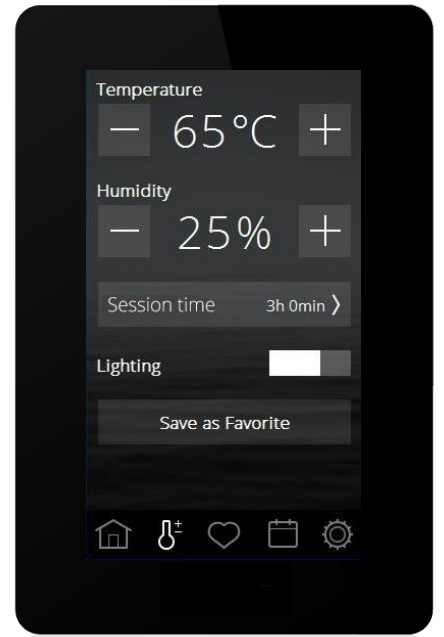 Temperature
— 65°C +
Humidity
— 25% +
Session time 3h 0min ❭
Lighting
Save as Favorite